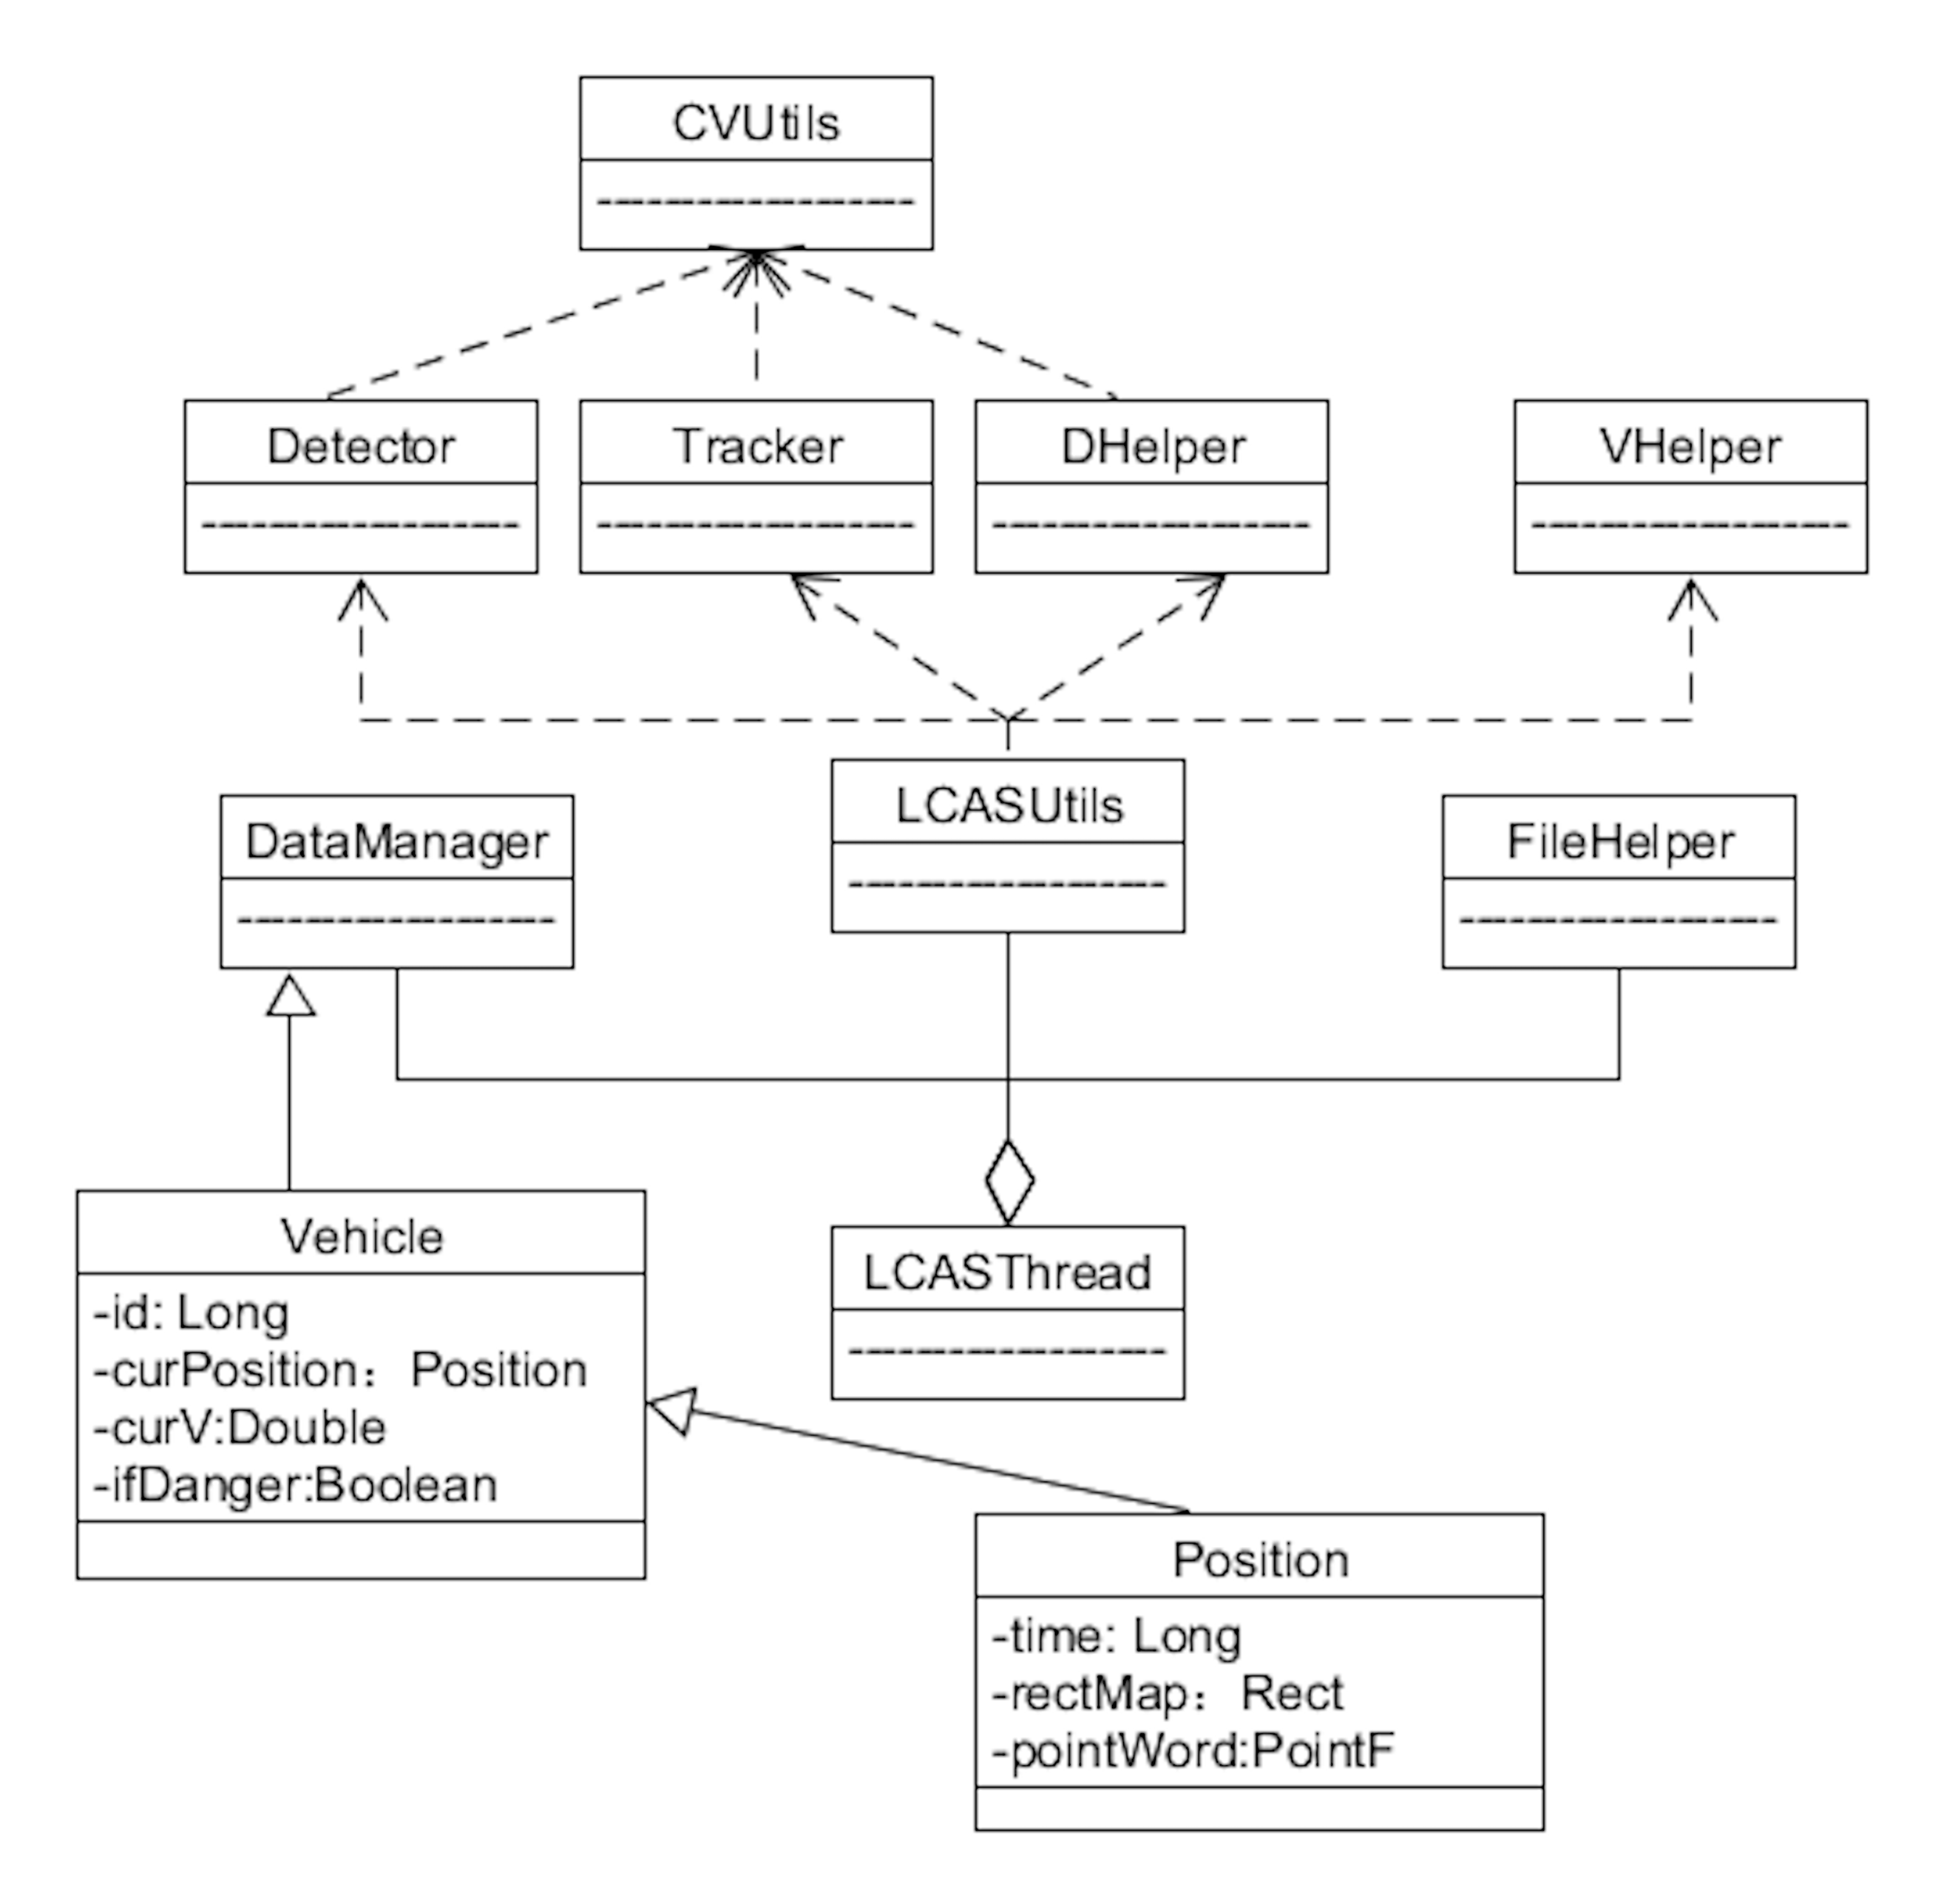 CVUtils
Detector
Tracker
DHelper
VHelper
DataManager
LCASUtils
FileHelper
Vehicle
-id: Long
-curPosition：Position
-curV:Double
-ifDanger:Boolean
LCASThread
Position
-time: Long
-rectMap：Rect
-pointWord:PointF